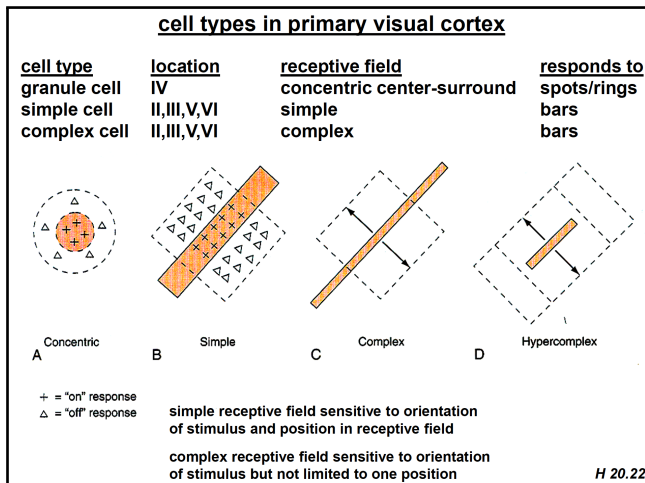 cell types in primary visual cortex
cell type location receptive field responds to
granule cell IV concentric center-surround spots/rings
simple cell II,III,V,VI simple bars
complex cell II,III,V,VI complex bars
Concentric Simple Complex Hypercomplex
A B C D
+ = "on" response
△ = "off" response
simple receptive field sensitive to orientation
of stimulus and position in receptive field
complex receptive field sensitive to orientation
of stimulus but not limited to one position
H 20.22